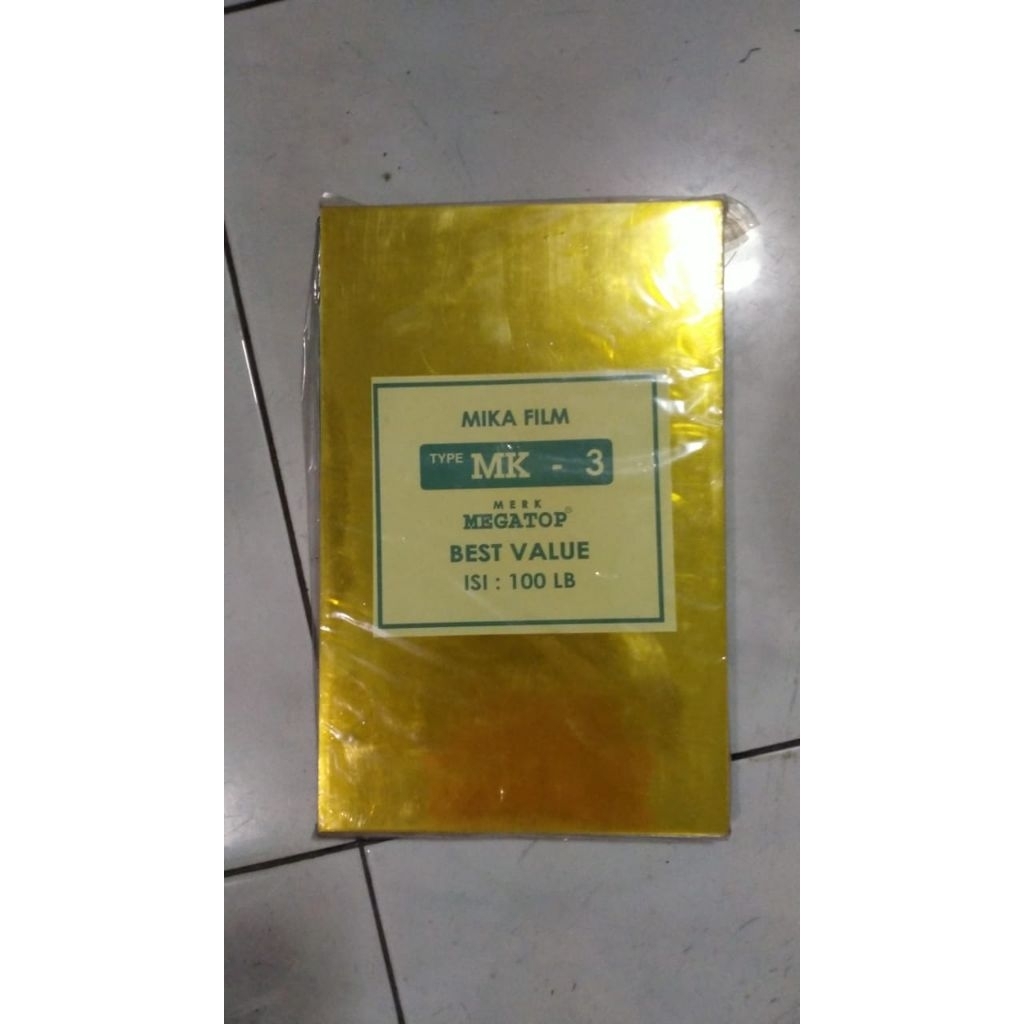 MIKA FILM
TYPE MK - 3
MERK
MEGATOP®
BEST VALUE
ISI : 100 LB